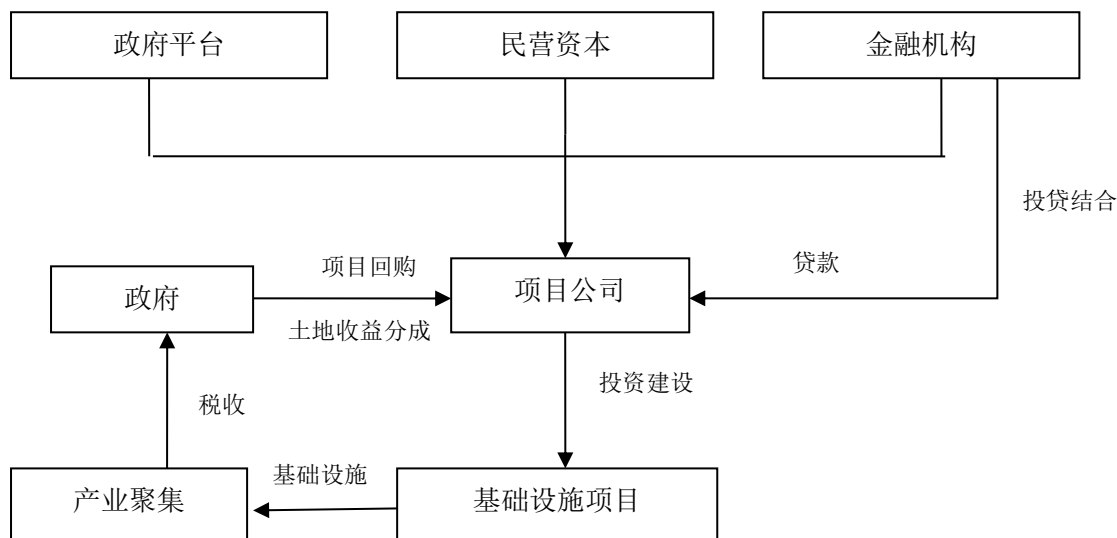 政府平台
民营资本
金融机构
投贷结合
项目回购
贷款
政府
项目公司
土地收益分成
投资建设
税收
基础设施
产业聚集
基础设施项目